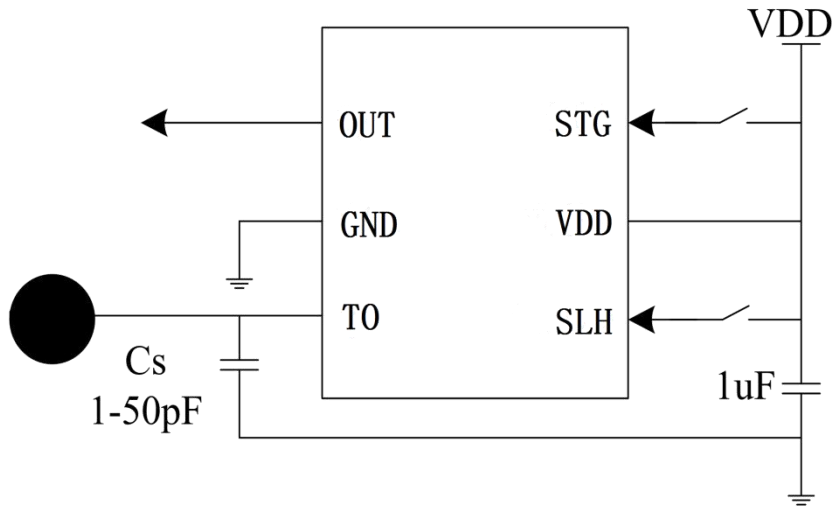 VDD
OUT
STG
GND
VDD
TO
SLH
Cs
1-50pF
1uF